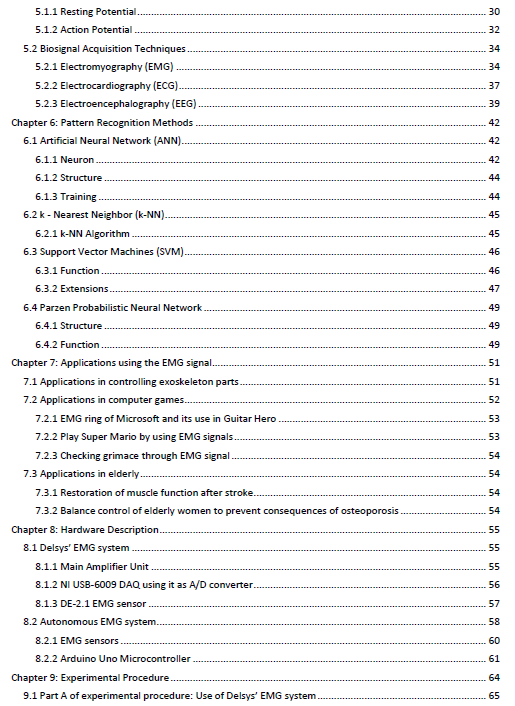 5.1.1 Resting Potential ... 30
5.1.2 Action Potential ... 32
5.2 Biosignal Acquisition Techniques ... 34
5.2.1 Electromyography (EMG) ... 34
5.2.2 Electrocardiography (ECG) ... 37
5.2.3 Electroencephalography (EEG) ... 39
Chapter 6: Pattern Recognition Methods ... 42
6.1 Artificial Neural Network (ANN) ... 42
6.1.1 Neuron ... 42
6.1.2 Structure ... 44
6.1.3 Training ... 44
6.2 k - Nearest Neighbor (k-NN) ... 45
6.2.1 k-NN Algorithm ... 45
6.3 Support Vector Machines (SVM) ... 46
6.3.1 Function ... 46
6.3.2 Extensions ... 47
6.4 Parzen Probabilistic Neural Network ... 49
6.4.1 Structure ... 49
6.4.2 Function ... 49
Chapter 7: Applications using the EMG signal ... 51
7.1 Applications in controlling exoskeleton parts ... 51
7.2 Applications in computer games ... 52
7.2.1 EMG ring of Microsoft and its use in Guitar Hero ... 53
7.2.2 Play Super Mario by using EMG signals ... 53
7.2.3 Checking grimace through EMG signal ... 54
7.3 Applications in elderly ... 54
7.3.1 Restoration of muscle function after stroke ... 54
7.3.2 Balance control of elderly women to prevent consequences of osteoporosis ... 54
Chapter 8: Hardware Description ... 55
8.1 Delsys' EMG system ... 55
8.1.1 Main Amplifier Unit ... 55
8.1.2 NI USB-6009 DAQ using it as A/D converter ... 56
8.1.3 DE-2.1 EMG sensor ... 57
8.2 Autonomous EMG system ... 58
8.2.1 EMG sensors ... 60
8.2.2 Arduino Uno Microcontroller ... 61
Chapter 9: Experimental Procedure ... 64
9.1 Part A of experimental procedure: Use of Delsys' EMG system ... 65